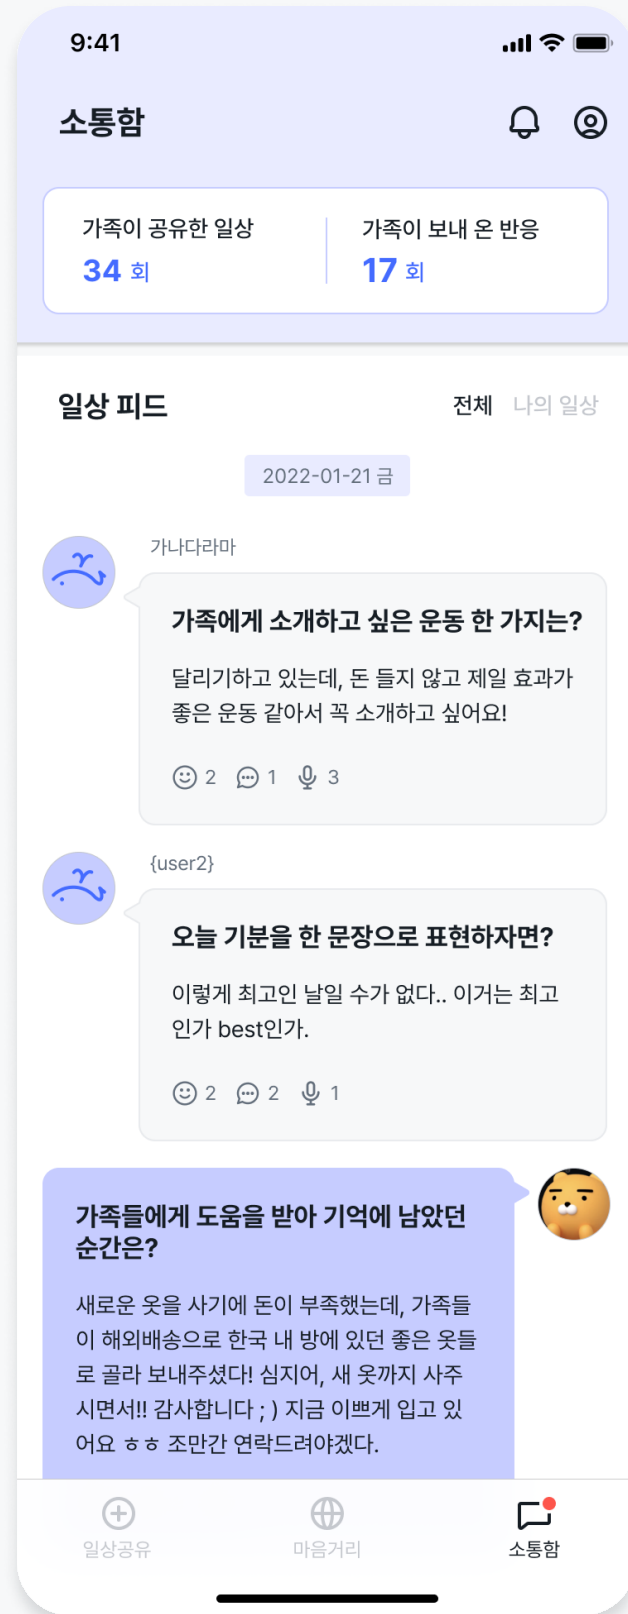 9:41
소통함
가족이 공유한 일상
34 회
가족이 보내 온 반응
17 회
일상 피드
전체 나의 일상
2022-01-21 금
가나다라마
가족에게 소개하고 싶은 운동 한 가지는?
달리기하고 있는데, 돈 들지 않고 제일 효과가
좋은 운동 같아서 꼭 소개하고 싶어요!
2 1 3
{user2}
오늘 기분을 한 문장으로 표현하자면?
이렇게 최고인 날일 수가 없다.. 이거는 최고
인가 best인가.
2 2 1
가족들에게 도움을 받아 기억에 남았던
순간은?
새로운 옷을 사기에 돈이 부족했는데, 가족들
이 해외배송으로 한국 내 방에 있던 좋은 옷들
로 골라 보내주셨다! 심지어, 새 옷까지 사주
시면서!! 감사합니다 ; ) 지금 이쁘게 입고 있
어요 ㅎㅎ 조만간 연락드려야겠다.
일상공유 마음거리 소통함